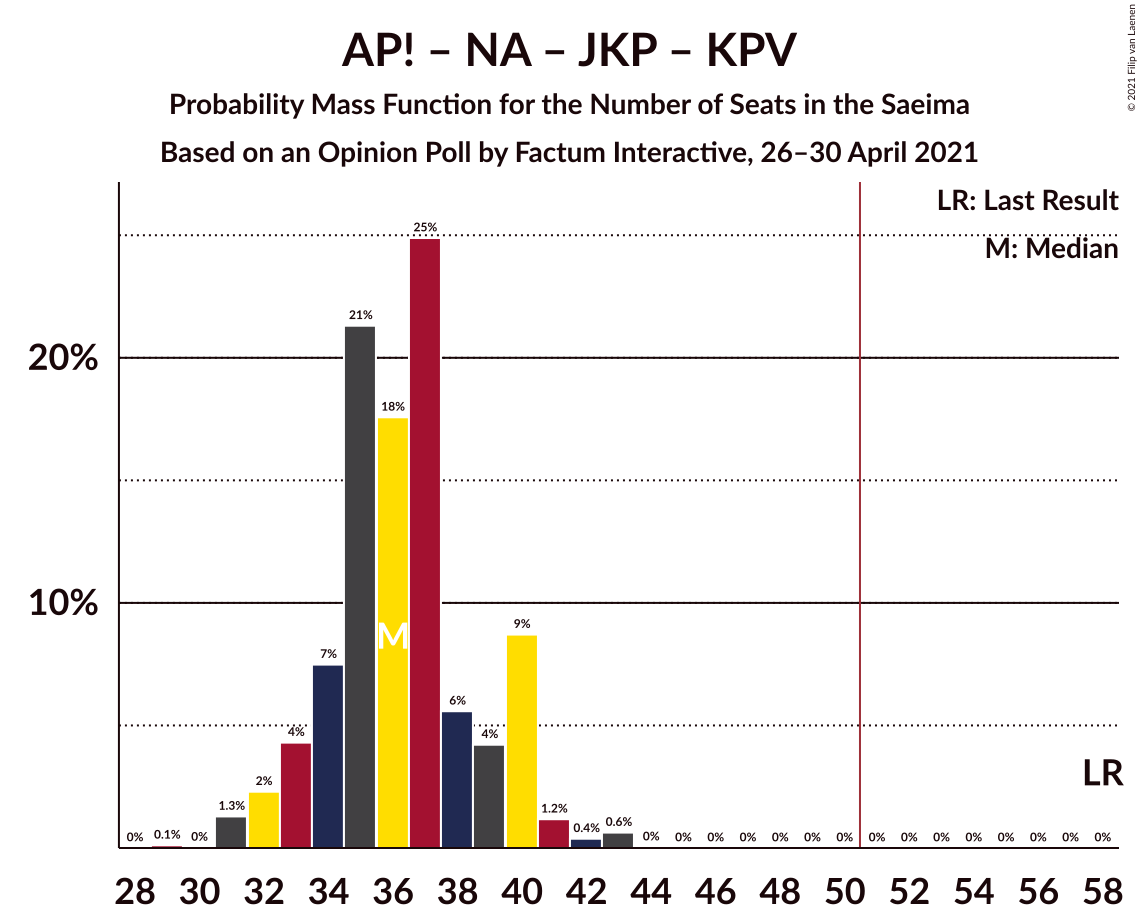 AP! – NA – JKP – KPV
Probability Mass Function for the Number of Seats in the Saeima
Based on an Opinion Poll by Factum Interactive, 26–30 April 2021
© 2021 Filip van Laenen
LR: Last Result
M: Median
25%
21%
20%
18%
10%
9%
M
7%
6%
4%
4%
LR
2%
1.3%
1.2%
0.6%
0.4%
0% 0.1% 0% 0% 0% 0% 0% 0% 0% 0% 0% 0% 0% 0% 0% 0% 0% 0%
28 30 32 34 36 38 40 42 44 46 48 50 52 54 56 58